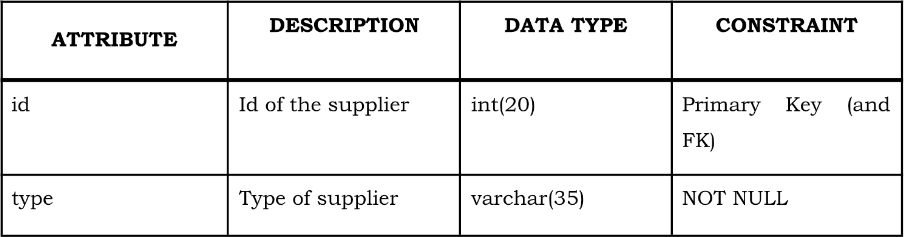 ATTRIBUTE DESCRIPTION DATA TYPE CONSTRAINT
id Id of the supplier int(20) Primary Key (and
FK)
type Type of supplier varchar(35) NOT NULL